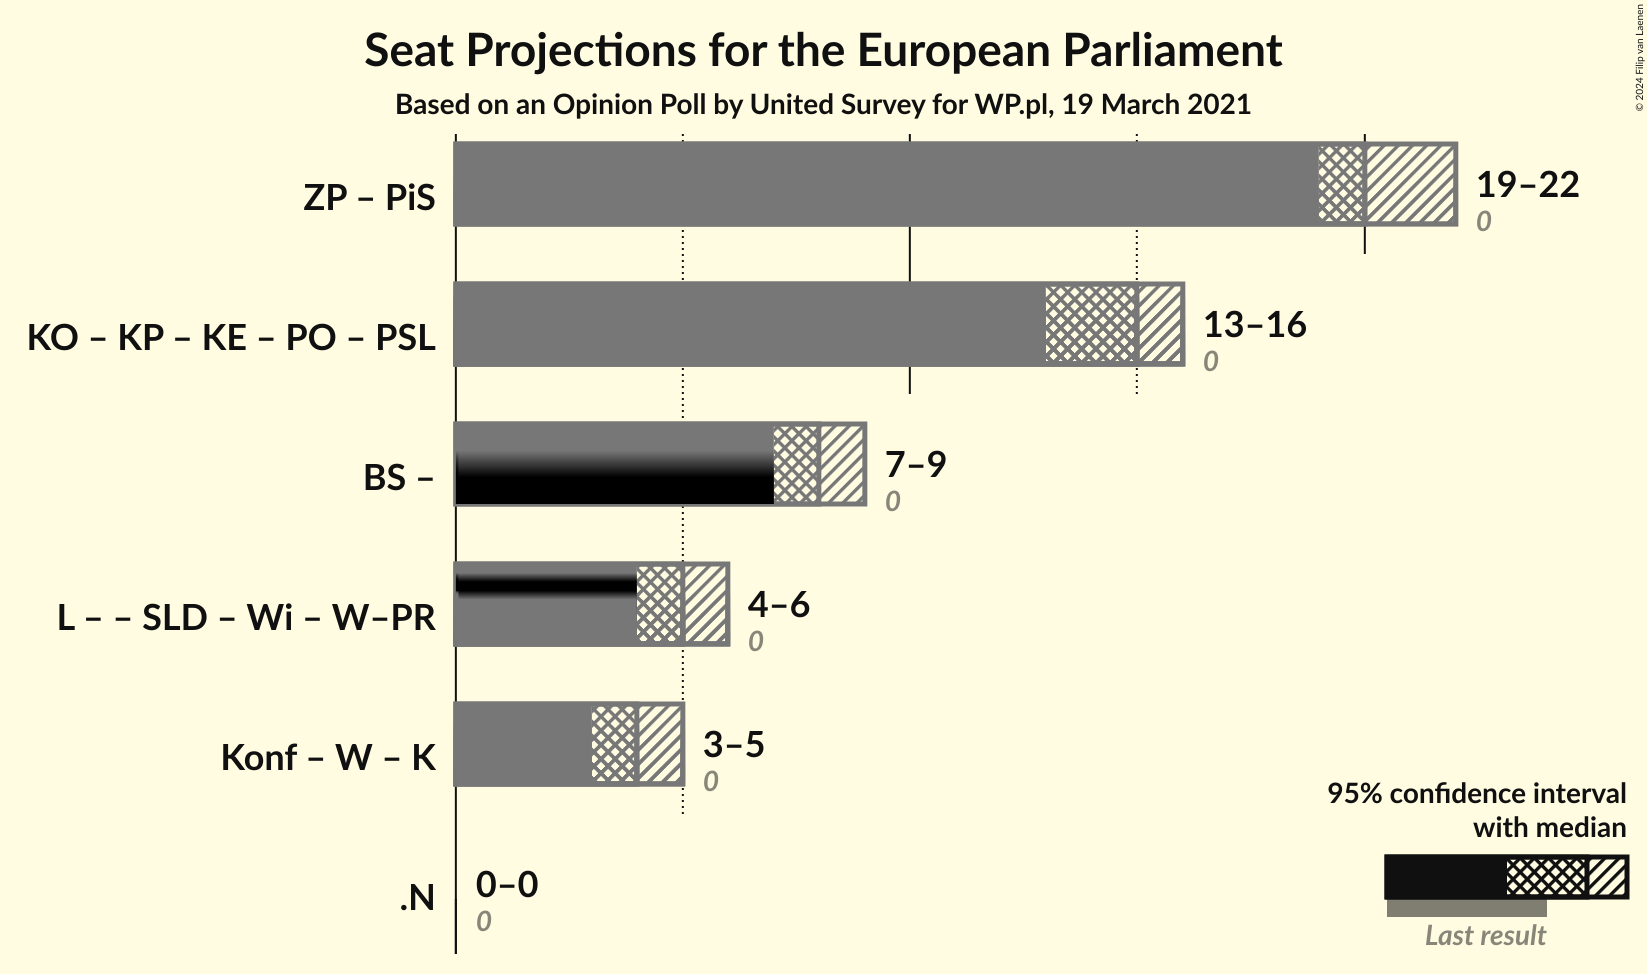 Seat Projections for the European Parliament
Based on an Opinion Poll by United Survey for WP.pl, 19 March 2021
© 2024 Filip van Laenen
ZP – PiS
19–22
0
KO – KP – KE – PO – PSL
13–16
0
BS –
7–9
0
L – – SLD – Wi – W–PR
4–6
0
Konf – W – K
3–5
0
.N
0–0
0
95% confidence interval
with median
Last result